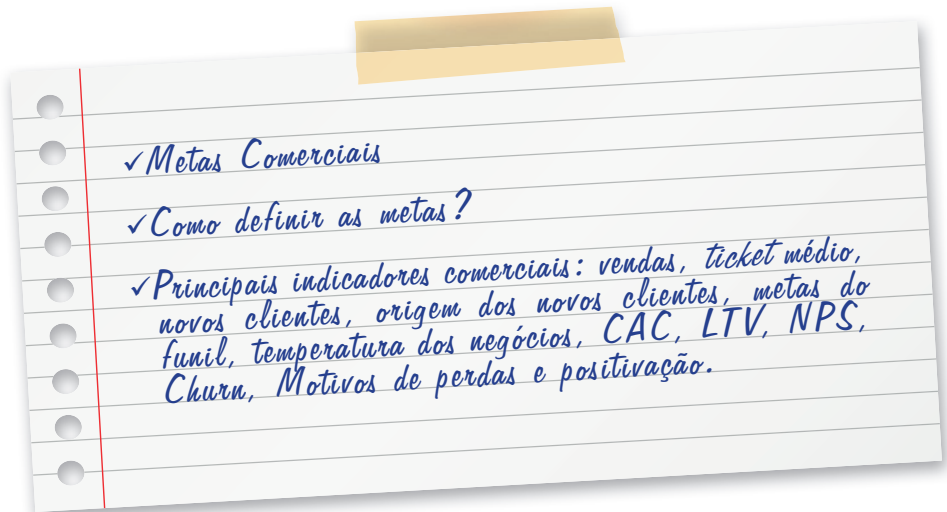 ✓Metas Comerciais
✓Como definir as metas?
✓Principais indicadores comerciais: vendas, ticket médio,
novos clientes, origem dos novos clientes, metas do
funil, temperatura dos negócios, CAC, LTV, NPS,
Churn, Motivos de perdas e positivação.